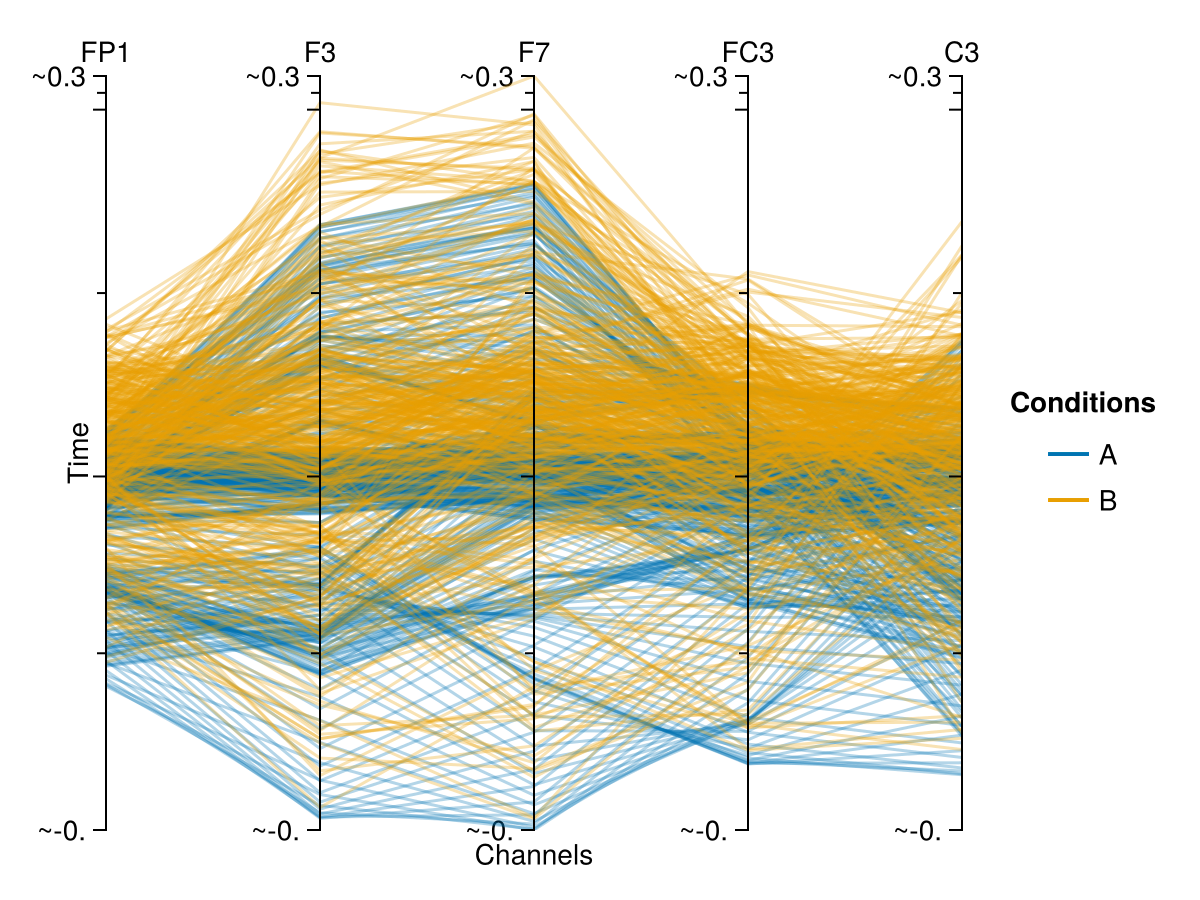 FP1 F3 F7 FC3 C3
~0.3 ~0.3 ~0.3 ~0.3 ~0.3
Time
Conditions
A
B
~-0. ~-0. ~-0. ~-0. ~-0.
Channels